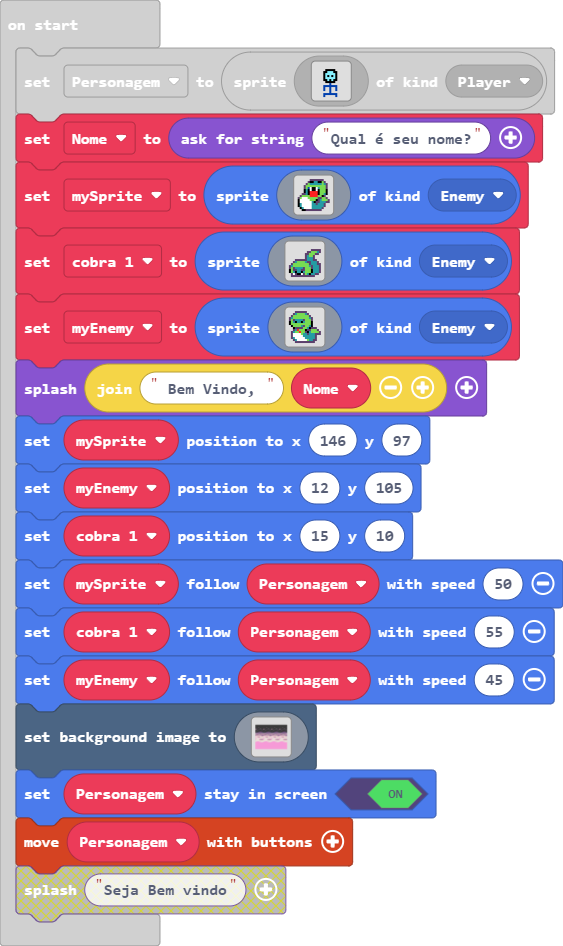 on start
set Personagem to sprite of kind Player
set Nome to ask for string "Qual é seu nome?"
set mySprite to sprite of kind Enemy
set cobra 1 to sprite of kind Enemy
set myEnemy to sprite of kind Enemy
splash join " Bem Vindo, " Nome
set mySprite position to x 146 y 97
set myEnemy position to x 12 y 105
set cobra 1 position to x 15 y 10
set mySprite follow Personagem with speed 50
set cobra 1 follow Personagem with speed 55
set myEnemy follow Personagem with speed 45
set background image to
set Personagem stay in screen ON
move Personagem with buttons
splash "Seja Bem vindo"